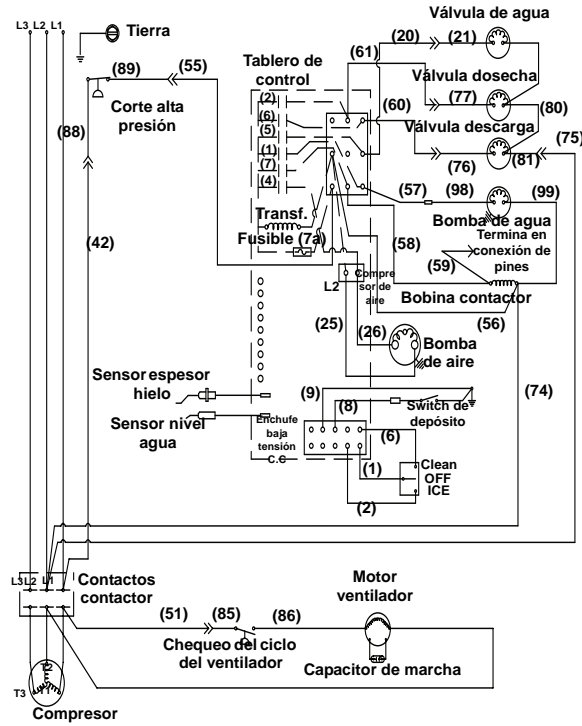 Válvula de agua
L3 L2 L1
Tierra
(20)
(21)
(61)
(89)
(55)
Tablero de
control
Válvula dosecha
(2)
(77)
(80)
(6)
(60)
Corte alta
presión
Válvula descarga
(75)
(88)
(5)
(1)
(76)
(81)
(7)
(4)
(57)
(98)
(99)
Transf.
Bomba de agua
Fusible (7a)
(58)
Termina en
conexión de
pines
(42)
(59)
L2
Compre
sor de
aire
Bobina contactor
(25)
(26)
(56)
Bomba
de aire
Sensor espesor
hielo
(9)
(74)
(8)
Sensor nivel
agua
Enchufe
baja
tensión
C.C
Switch de
depósito
(6)
(1)
Clean
OFF
ICE
(2)
L3 L2 L1
Contactos
contactor
Motor
ventilador
(51)
(85)
(86)
Chequeo del ciclo
del ventilador
Capacitor de marcha
T2
T3
T1
Compresor